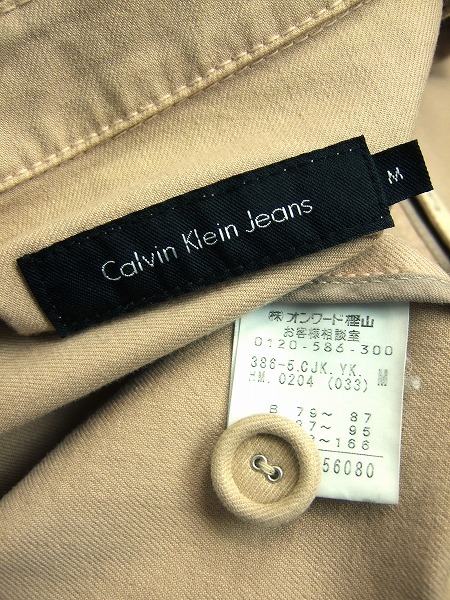 Calvin Klein Jeans
M
㈱オンワード樫山
お客様相談室
0120-586-300
386-5.CJK.YK. M
HM. 0204 (033)
B 79～ 87
87～ 95
～166
56080